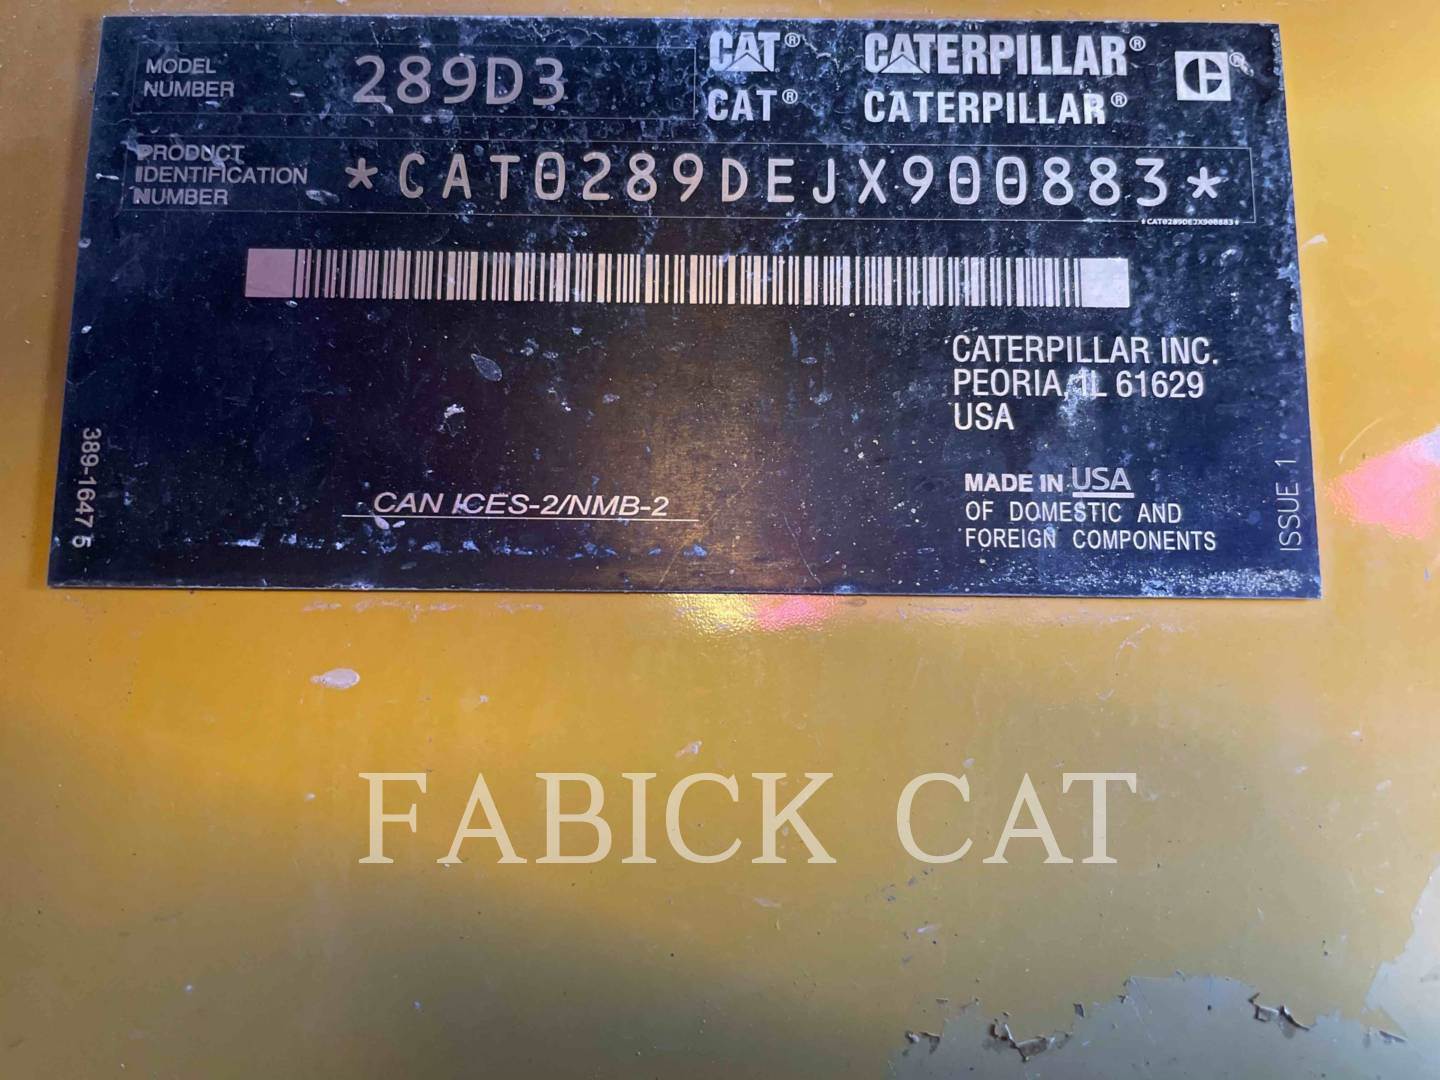 MODEL NUMBER 289D3
CAT® CATERPILLAR®
CAT® CATERPILLAR®
PRODUCT IDENTIFICATION NUMBER *CAT0289DEJX900883*
*CAT0289DEJX900883*
CATERPILLAR INC.
PEORIA, IL 61629
USA
CAN ICES-2/NMB-2
MADE IN USA
OF DOMESTIC AND
FOREIGN COMPONENTS
389-1647 5
ISSUE 1
FABICK CAT